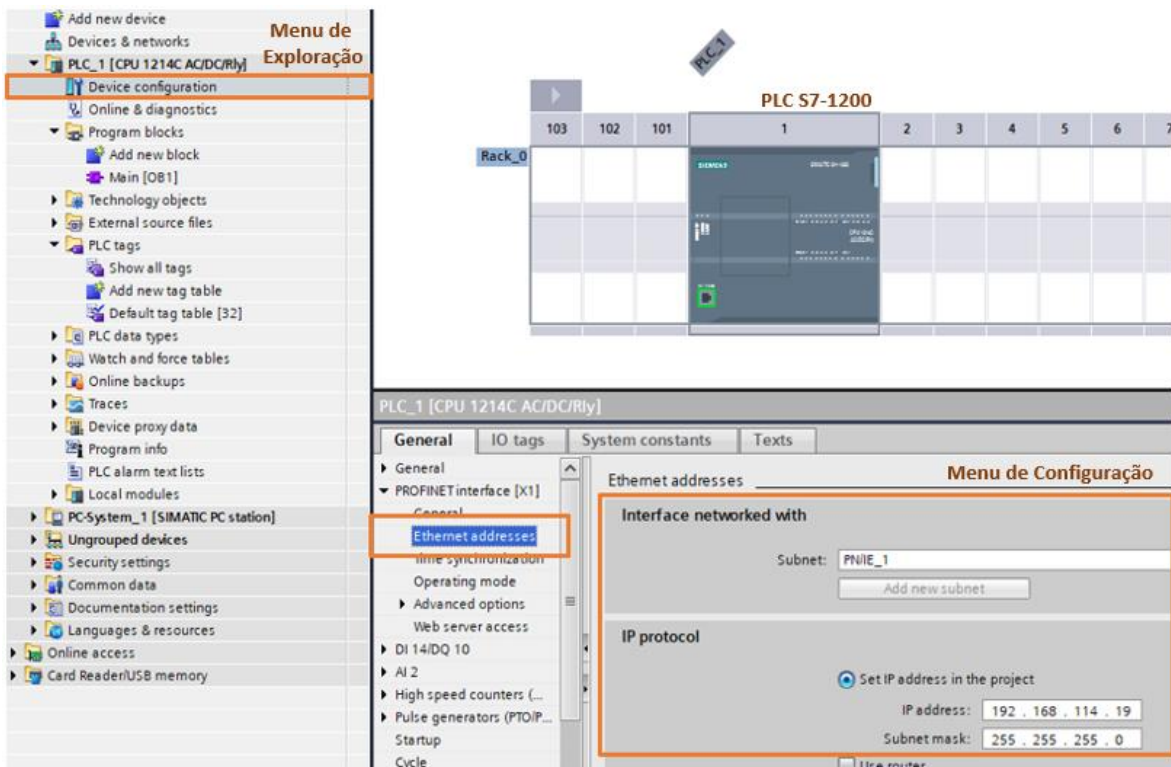 Add new device
Devices & networks
PLC_1 [CPU 1214C AC/DC/Rly]
Device configuration
Online & diagnostics
Program blocks
Add new block
Main [OB1]
Technology objects
External source files
PLC tags
Show all tags
Add new tag table
Default tag table [32]
PLC data types
Watch and force tables
Online backups
Traces
Device proxy data
Program info
PLC alarm text lists
Local modules
PC-System_1 [SIMATIC PC station]
Ungrouped devices
Security settings
Common data
Documentation settings
Languages & resources
Online access
Card Reader/USB memory
Menu de
Exploração
PLC_1
PLC S7-1200
103 102 101 1 2 3 4 5 6 7
Rack_0
SIEMENS
PLC_1 [CPU 1214C AC/DC/Rly]
General IO tags System constants Texts
General
PROFINET interface [X1]
General
Ethernet addresses
Time synchronization
Operating mode
Advanced options
Web server access
DI 14/DQ 10
AI 2
High speed counters (...
Pulse generators (PTO/P...
Startup
Cycle
Ethernet addresses
Menu de Configuração
Interface networked with
Subnet: PN/IE_1
Add new subnet
IP protocol
Set IP address in the project
IP address: 192 . 168 . 114 . 19
Subnet mask: 255 . 255 . 255 . 0
Use router